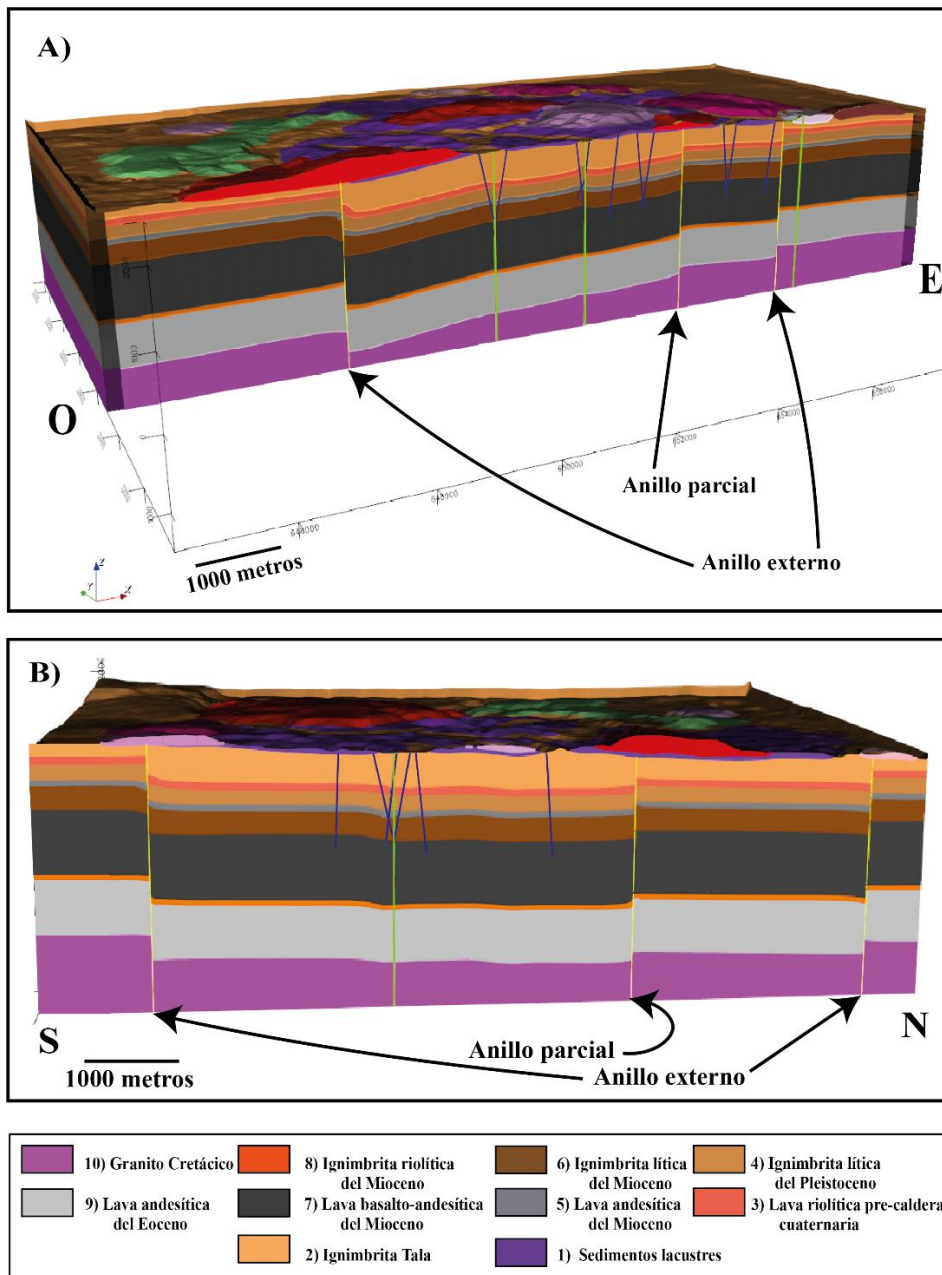 A)
O
E
Anillo parcial
Anillo externo
1000 metros
Z
Y
X
B)
S
N
Anillo parcial
Anillo externo
1000 metros
10) Granito Cretácico
8) Ignimbrita riolítica
del Mioceno
6) Ignimbrita lítica
del Mioceno
4) Ignimbrita lítica
del Pleistoceno
9) Lava andesítica
del Eoceno
7) Lava basalto-andesítica
del Mioceno
5) Lava andesítica
del Mioceno
3) Lava riolítica pre-caldera
cuaternaria
2) Ignimbrita Tala
1) Sedimentos lacustres